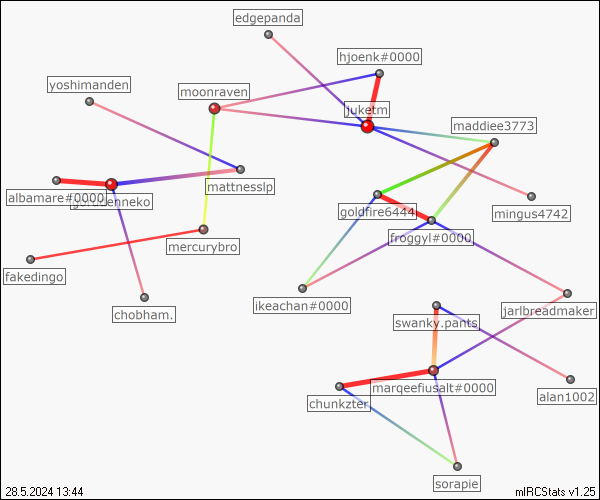 edgepanda
hjoenk#0000
yoshimanden
moonraven
juketm
maddiee3773
mattnesslp
albamare#0000
goldfire6444
mingus4742
froggyl#0000
mercurybro
fakedingo
ikeachan#0000
chobham.
jarlbreadmaker
swanky.pants
marqeefiusalt#0000
alan1002
chunkzter
sorapie
28.5.2024 13:44
mIRCStats v1.25